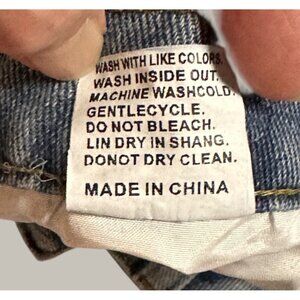 WASH WITH LIKE COLORS.
WASH INSIDE OUT.
MACHINE WASHCOLD.
GENTLECYCLE.
DO NOT BLEACH.
LIN DRY IN SHANG.
DONOT DRY CLEAN.
MADE IN CHINA